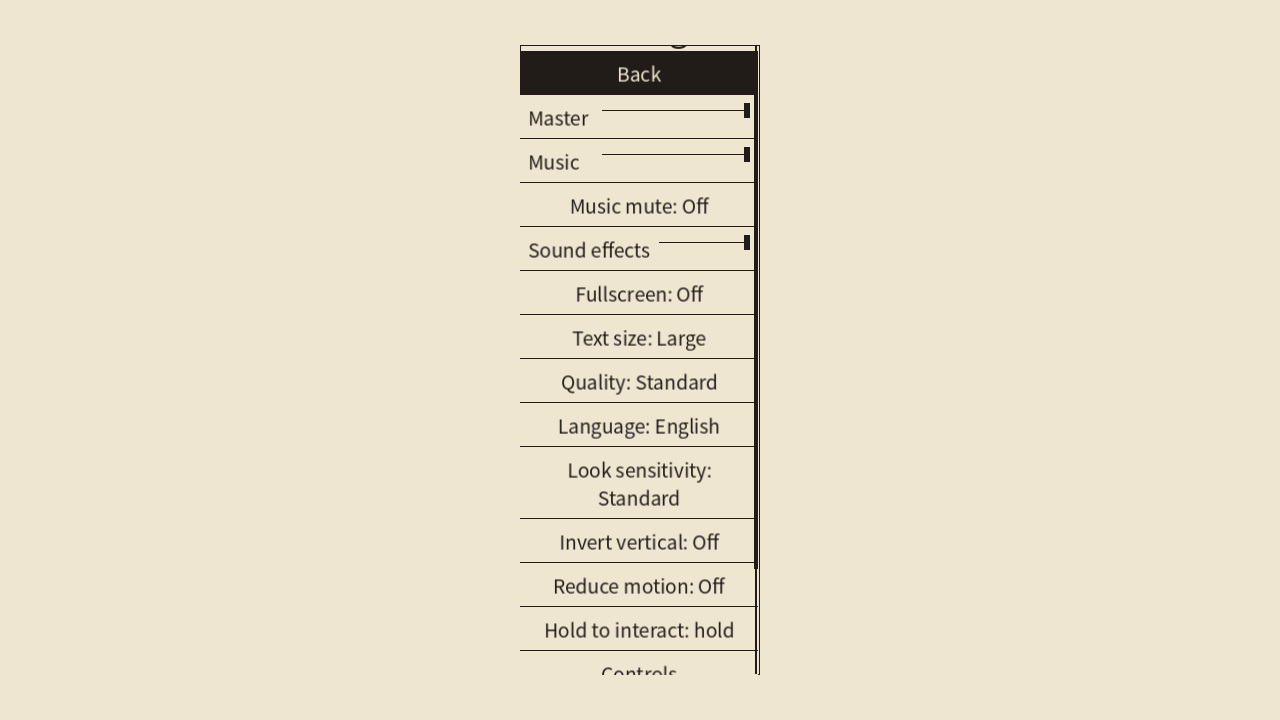 Back
Master
Music
Music mute: Off
Sound effects
Fullscreen: Off
Text size: Large
Quality: Standard
Language: English
Look sensitivity:
Standard
Invert vertical: Off
Reduce motion: Off
Hold to interact: hold
Controls